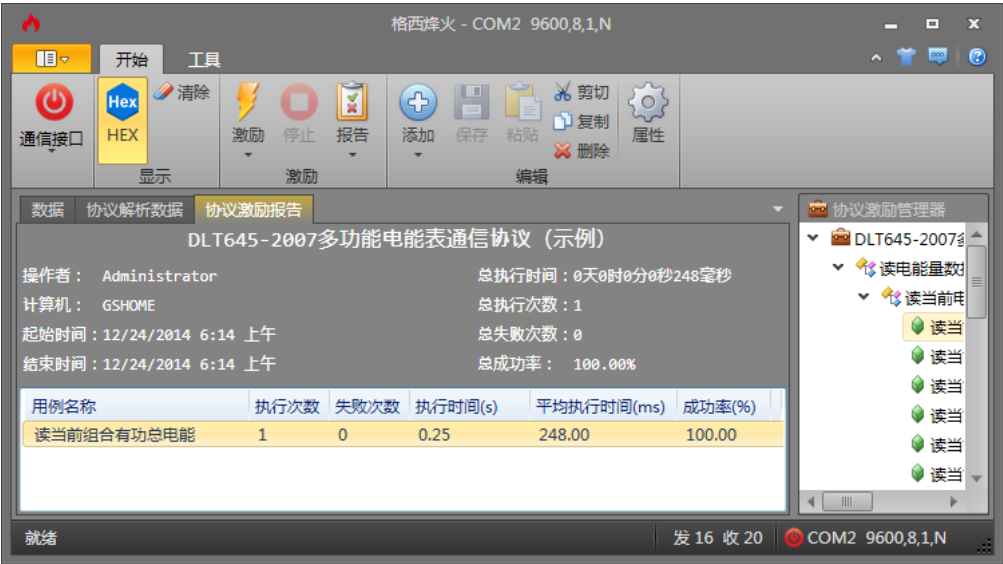 格西烽火 - COM2 9600,8,1,N
开始 工具
通信接口
Hex
HEX
清除
显示
激励 停止 报告
激励
添加 保存 粘贴
剪切
复制
删除
属性
编辑
数据 协议解析数据 协议激励报告
DLT645-2007多功能电能表通信协议（示例）
操作者： Administrator 总执行时间：0天0时0分0秒248毫秒
计算机： GSHOME 总执行次数：1
起始时间：12/24/2014 6:14 上午 总失败次数：0
结束时间：12/24/2014 6:14 上午 总成功率： 100.00%
用例名称 执行次数 失败次数 执行时间(s) 平均执行时间(ms) 成功率(%)
读当前组合有功总电能 1 0 0.25 248.00 100.00
协议激励管理器
DLT645-2007
读电能量数
读当前电
读当
读当
读当
读当
读当
读当
就绪 发 16 收 20 COM2 9600,8,1,N